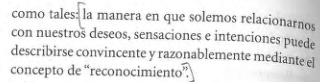 como tales: la manera en que solemos relacionarnos
con nuestros deseos, sensaciones e intenciones puede
describirse convincente y razonablemente mediante el
concepto de “reconocimiento”.